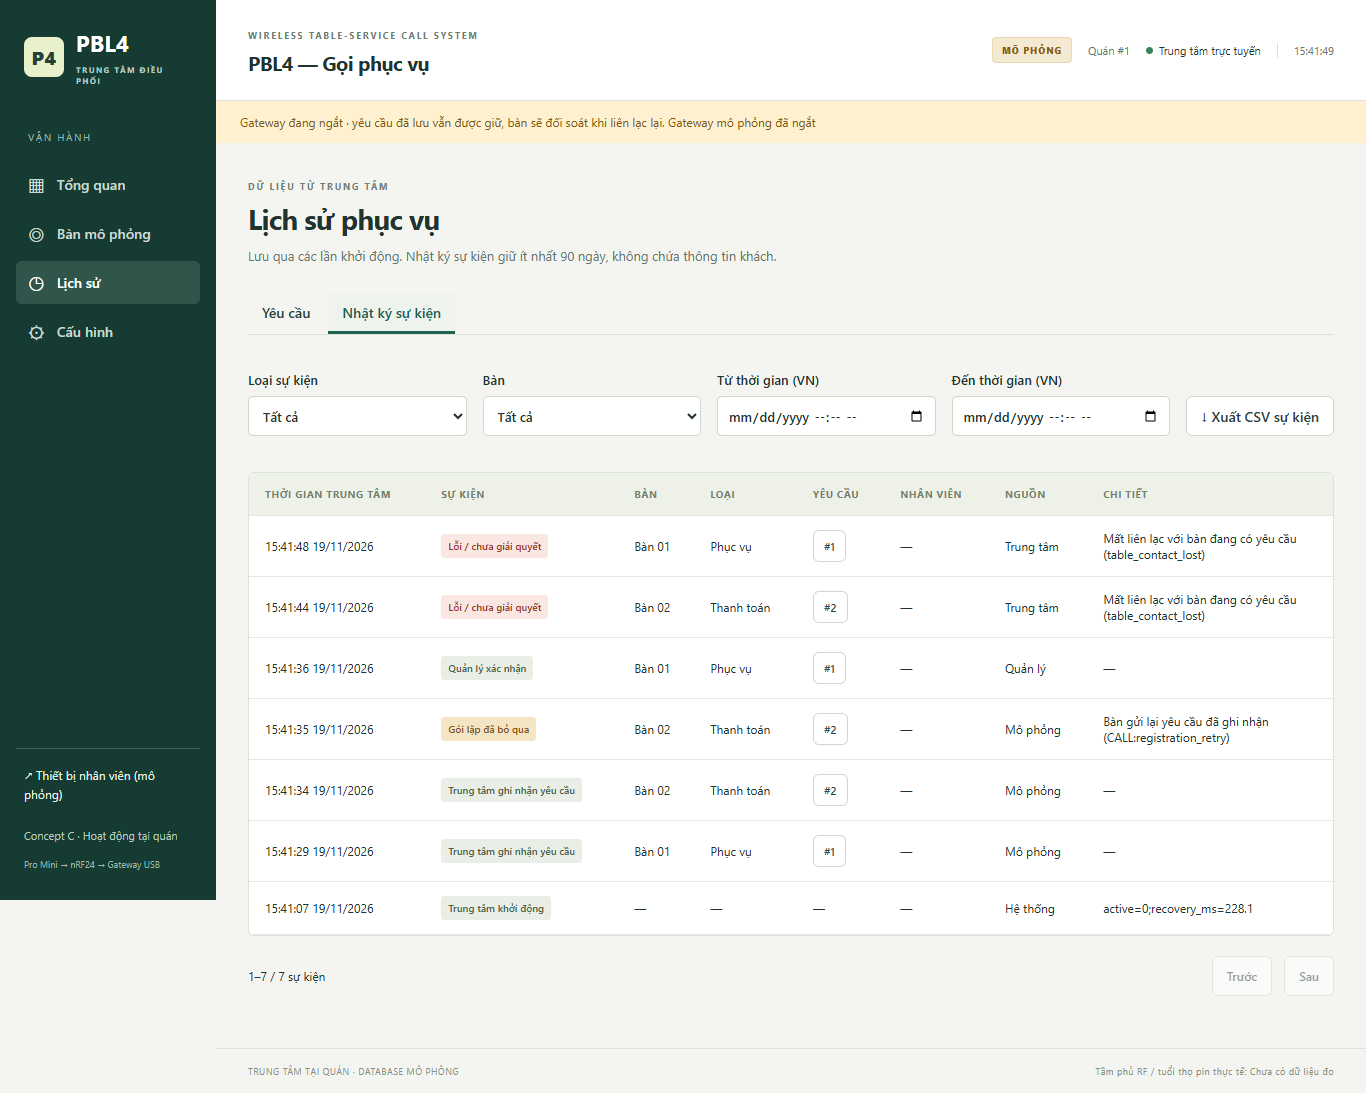 P4
PBL4
TRUNG TÂM ĐIỀU
PHỐI
VẬN HÀNH
Tổng quan
Bàn mô phỏng
Lịch sử
Cấu hình
↗ Thiết bị nhân viên (mô
phỏng)
Concept C · Hoạt động tại quán
Pro Mini → nRF24 → Gateway USB
WIRELESS TABLE-SERVICE CALL SYSTEM
PBL4 — Gọi phục vụ
MÔ PHỎNG
Quán #1
Trung tâm trực tuyến
15:41:49
Gateway đang ngắt · yêu cầu đã lưu vẫn được giữ, bàn sẽ đối soát khi liên lạc lại. Gateway mô phỏng đã ngắt
DỮ LIỆU TỪ TRUNG TÂM
Lịch sử phục vụ
Lưu qua các lần khởi động. Nhật ký sự kiện giữ ít nhất 90 ngày, không chứa thông tin khách.
Yêu cầu
Nhật ký sự kiện
Loại sự kiện
Bàn
Từ thời gian (VN)
Đến thời gian (VN)
Tất cả
Tất cả
mm/dd/yyyy --:-- --
mm/dd/yyyy --:-- --
↓ Xuất CSV sự kiện
THỜI GIAN TRUNG TÂM SỰ KIỆN BÀN LOẠI YÊU CẦU NHÂN VIÊN NGUỒN CHI TIẾT
15:41:48 19/11/2026 Lỗi / chưa giải quyết Bàn 01 Phục vụ #1 — Trung tâm Mất liên lạc với bàn đang có yêu cầu
(table_contact_lost)
15:41:44 19/11/2026 Lỗi / chưa giải quyết Bàn 02 Thanh toán #2 — Trung tâm Mất liên lạc với bàn đang có yêu cầu
(table_contact_lost)
15:41:36 19/11/2026 Quản lý xác nhận Bàn 01 Phục vụ #1 — Quản lý —
15:41:35 19/11/2026 Gói lặp đã bỏ qua Bàn 02 Thanh toán #2 — Mô phỏng Bàn gửi lại yêu cầu đã ghi nhận
(CALL:registration_retry)
15:41:34 19/11/2026 Trung tâm ghi nhận yêu cầu Bàn 02 Thanh toán #2 — Mô phỏng —
15:41:29 19/11/2026 Trung tâm ghi nhận yêu cầu Bàn 01 Phục vụ #1 — Mô phỏng —
15:41:07 19/11/2026 Trung tâm khởi động — — — — Hệ thống active=0;recovery_ms=228.1
1–7 / 7 sự kiện
Trước
Sau
TRUNG TÂM TẠI QUÁN · DATABASE MÔ PHỎNG
Tầm phủ RF / tuổi thọ pin thực tế: Chưa có dữ liệu đo